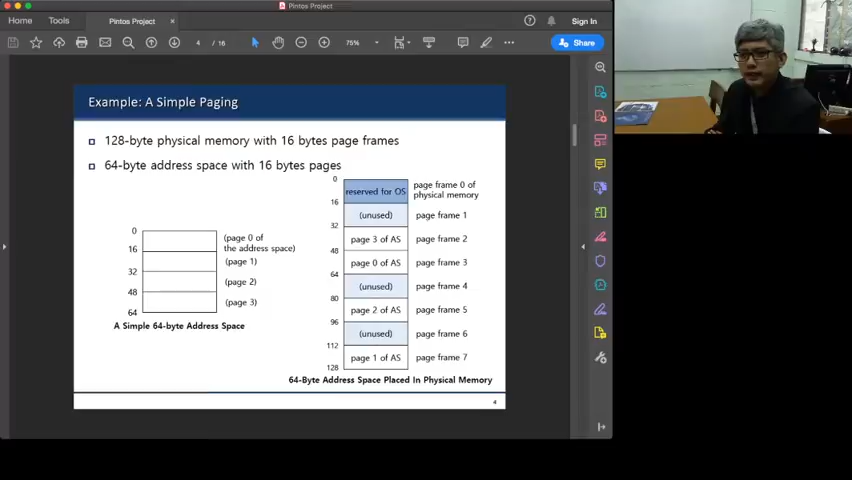 Pintos Project
Home
Tools
Pintos Project
×
Sign In
4 / 16
75%
Share
Example: A Simple Paging
128-byte physical memory with 16 bytes page frames
64-byte address space with 16 bytes pages
0
16
32
48
64
(page 0 of
the address space)
(page 1)
(page 2)
(page 3)
A Simple 64-byte Address Space
0
16
32
48
64
80
96
112
128
reserved for OS
(unused)
page 3 of AS
page 0 of AS
(unused)
page 2 of AS
(unused)
page 1 of AS
page frame 0 of
physical memory
page frame 1
page frame 2
page frame 3
page frame 4
page frame 5
page frame 6
page frame 7
64-Byte Address Space Placed In Physical Memory
4